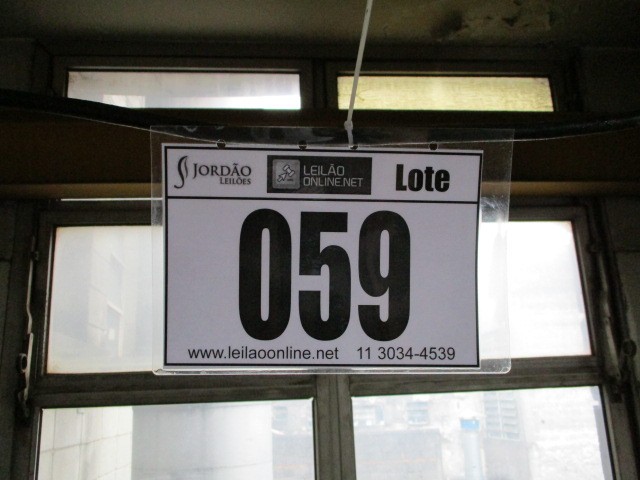 JORDÃO LEILÕES
LEILÃO ONLINE.NET
Lote
059
www.leilaoonline.net 11 3034-4539